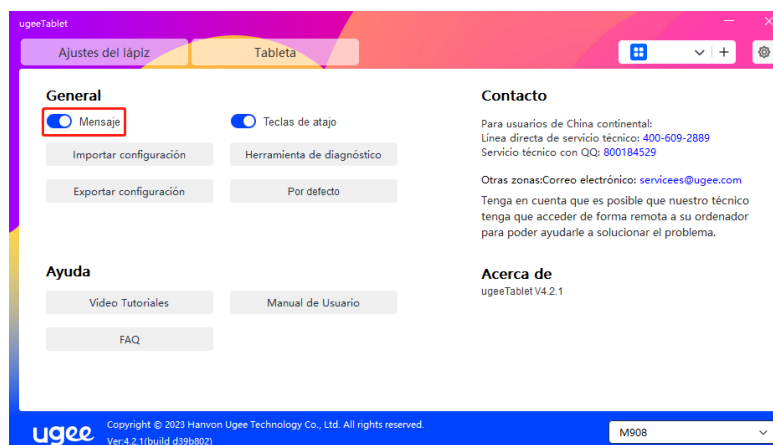 ugeeTablet
Ajustes del lápiz
Tableta
General
Mensaje
Teclas de atajo
Importar configuración
Herramienta de diagnóstico
Exportar configuración
Por defecto
Ayuda
Vídeo Tutoriales
Manual de Usuario
FAQ
Contacto
Para usuarios de China continental:
Línea directa de servicio técnico: 400-609-2889
Servicio técnico con QQ: 800184529
Otras zonas:Correo electrónico: servicees@ugee.com
Tenga en cuenta que es posible que nuestro técnico
tenga que acceder de forma remota a su ordenador
para poder ayudarle a solucionar el problema.
Acerca de
ugeeTablet V4.2.1
ugee
Copyright © 2023 Hanvon Ugee Technology Co., Ltd. All rights reserved.
Ver:4.2.1(build d39b802)
M908